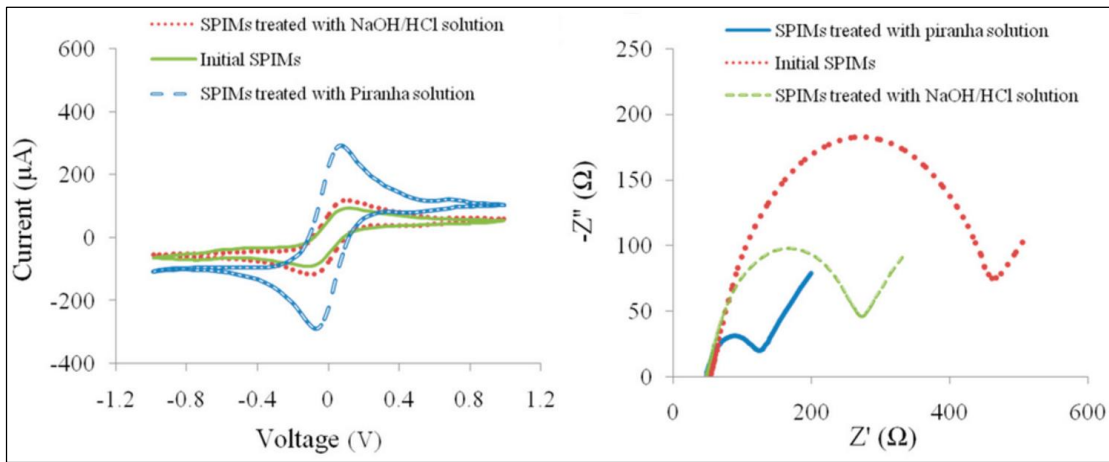 SPIMs treated with NaOH/HCl solution
Initial SPIMs
SPIMs treated with Piranha solution
600
400
200
0
-200
-400
Current (µA)
-1.2
-0.8
-0.4
0
0.4
0.8
1.2
Voltage (V)
SPIMs treated with piranha solution
Initial SPIMs
SPIMs treated with NaOH/HCl solution
250
200
150
100
50
0
-Z" (Ω)
0
200
400
600
Z' (Ω)